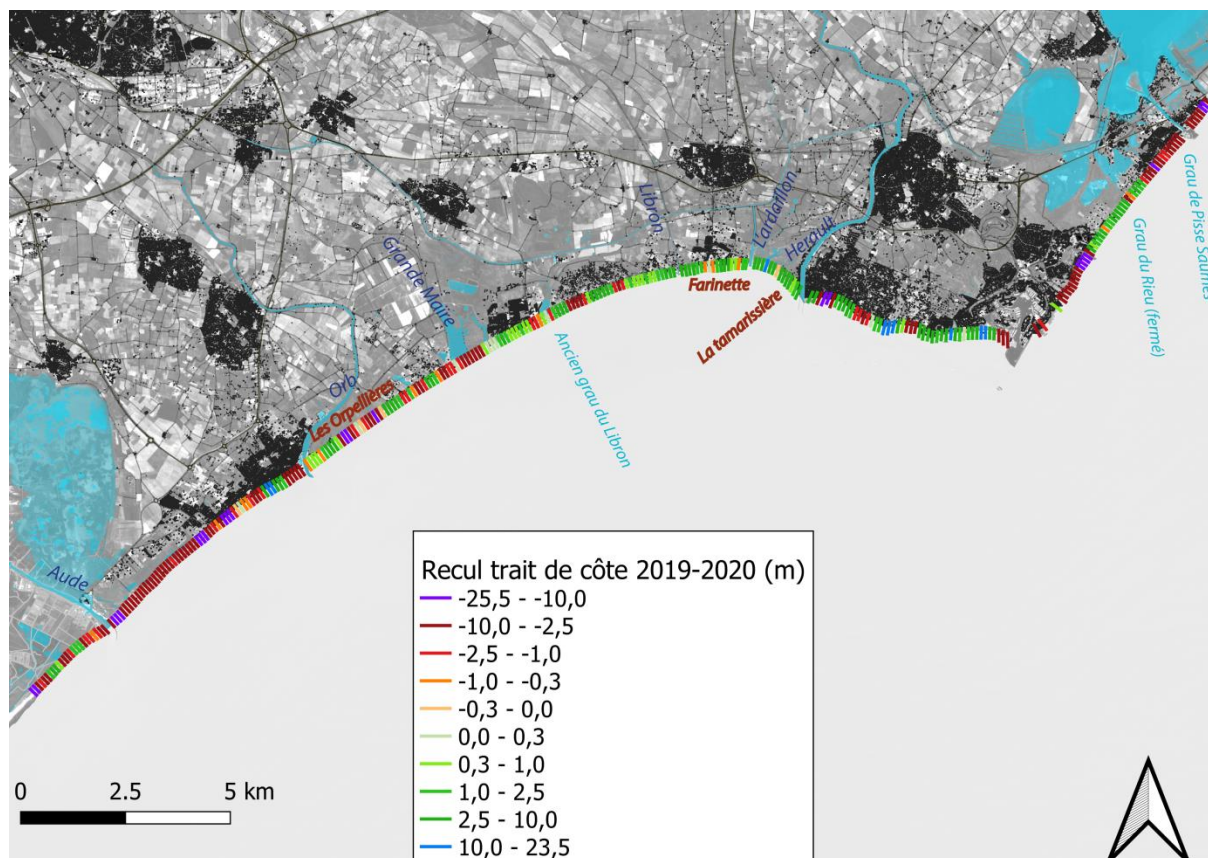 Libron
Lardaillon
Herault
Grande Maïre
Farinette
La tamarissière
Grau de Pisse Saumes
Grau du Rieu (fermé)
Ancien grau du Libron
Orb
Les Orpellières
Aude
Recul trait de côte 2019-2020 (m)
-25,5 - -10,0
-10,0 - -2,5
-2,5 - -1,0
-1,0 - -0,3
-0,3 - 0,0
0,0 - 0,3
0,3 - 1,0
1,0 - 2,5
2,5 - 10,0
10,0 - 23,5
0 2.5 5 km